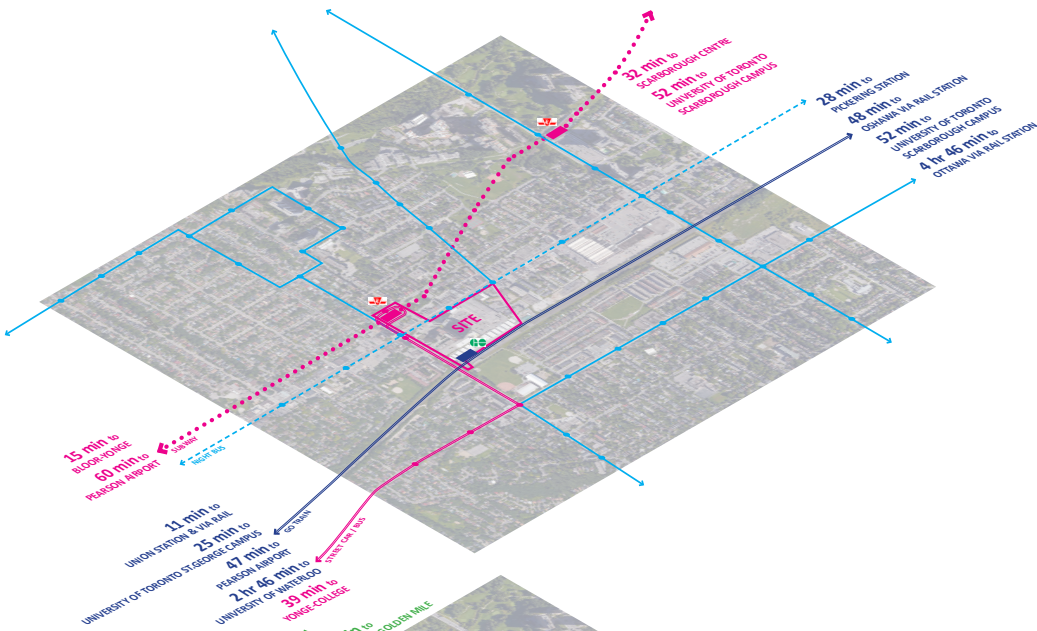 32 min to
SCARBOROUGH CENTRE
52 min to
UNIVERSITY OF TORONTO
SCARBOROUGH CAMPUS
28 min to
PICKERING STATION
48 min to
OSHAWA VIA RAIL STATION
52 min to
UNIVERSITY OF TORONTO
SCARBOROUGH CAMPUS
4 hr 46 min to
OTTAWA VIA RAIL STATION
SITE
GO
15 min to
BLOOR-YONGE
60 min to
PEARSON AIRPORT
SUBWAY
NIGHT BUS
11 min to
UNION STATION & VIA RAIL
25 min to
UNIVERSITY OF TORONTO ST.GEORGE CAMPUS
47 min to
PEARSON AIRPORT
2 hr 46 min to
UNIVERSITY OF WATERLOO
GO TRAIN
39 min to
YONGE-COLLEGE
STREET CAR | BUS
to
GOLDEN MILE